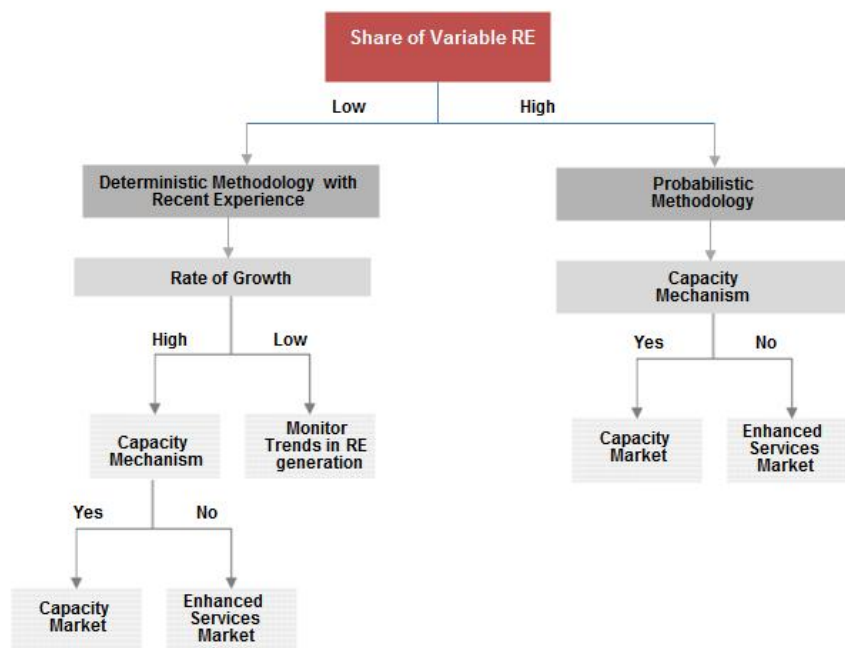 Share of Variable RE
Low
High
Deterministic Methodology with
Recent Experience
Probabilistic
Methodology
Rate of Growth
Capacity
Mechanism
High
Low
Yes
No
Capacity
Mechanism
Monitor
Trends in RE
generation
Capacity
Market
Enhanced
Services
Market
Yes
No
Capacity
Market
Enhanced
Services
Market